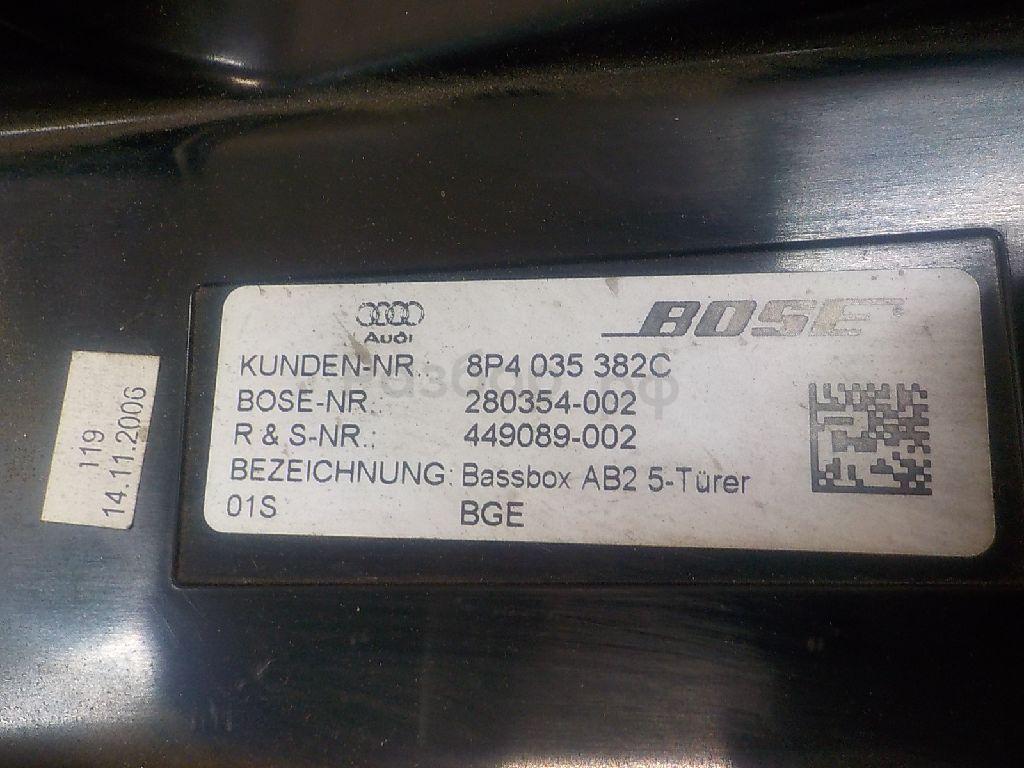 Audi
BOSE
KUNDEN-NR.: 8P4 035 382C
BOSE-NR.: 280354-002
R & S-NR.: 449089-002
BEZEICHNUNG: Bassbox AB2 5-Türer
01S BGE
119
14.11.2006